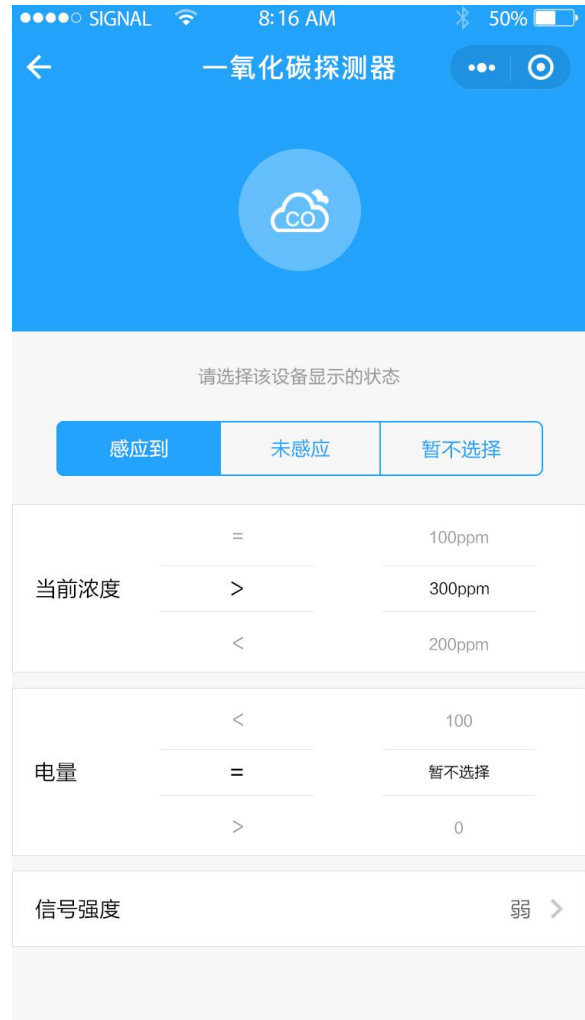 SIGNAL 8:16 AM 50%
一氧化碳探测器
CO
请选择该设备显示的状态
感应到 未感应 暂不选择
= 100ppm
当前浓度 > 300ppm
< 200ppm
< 100
电量 = 暂不选择
> 0
信号强度 弱 >